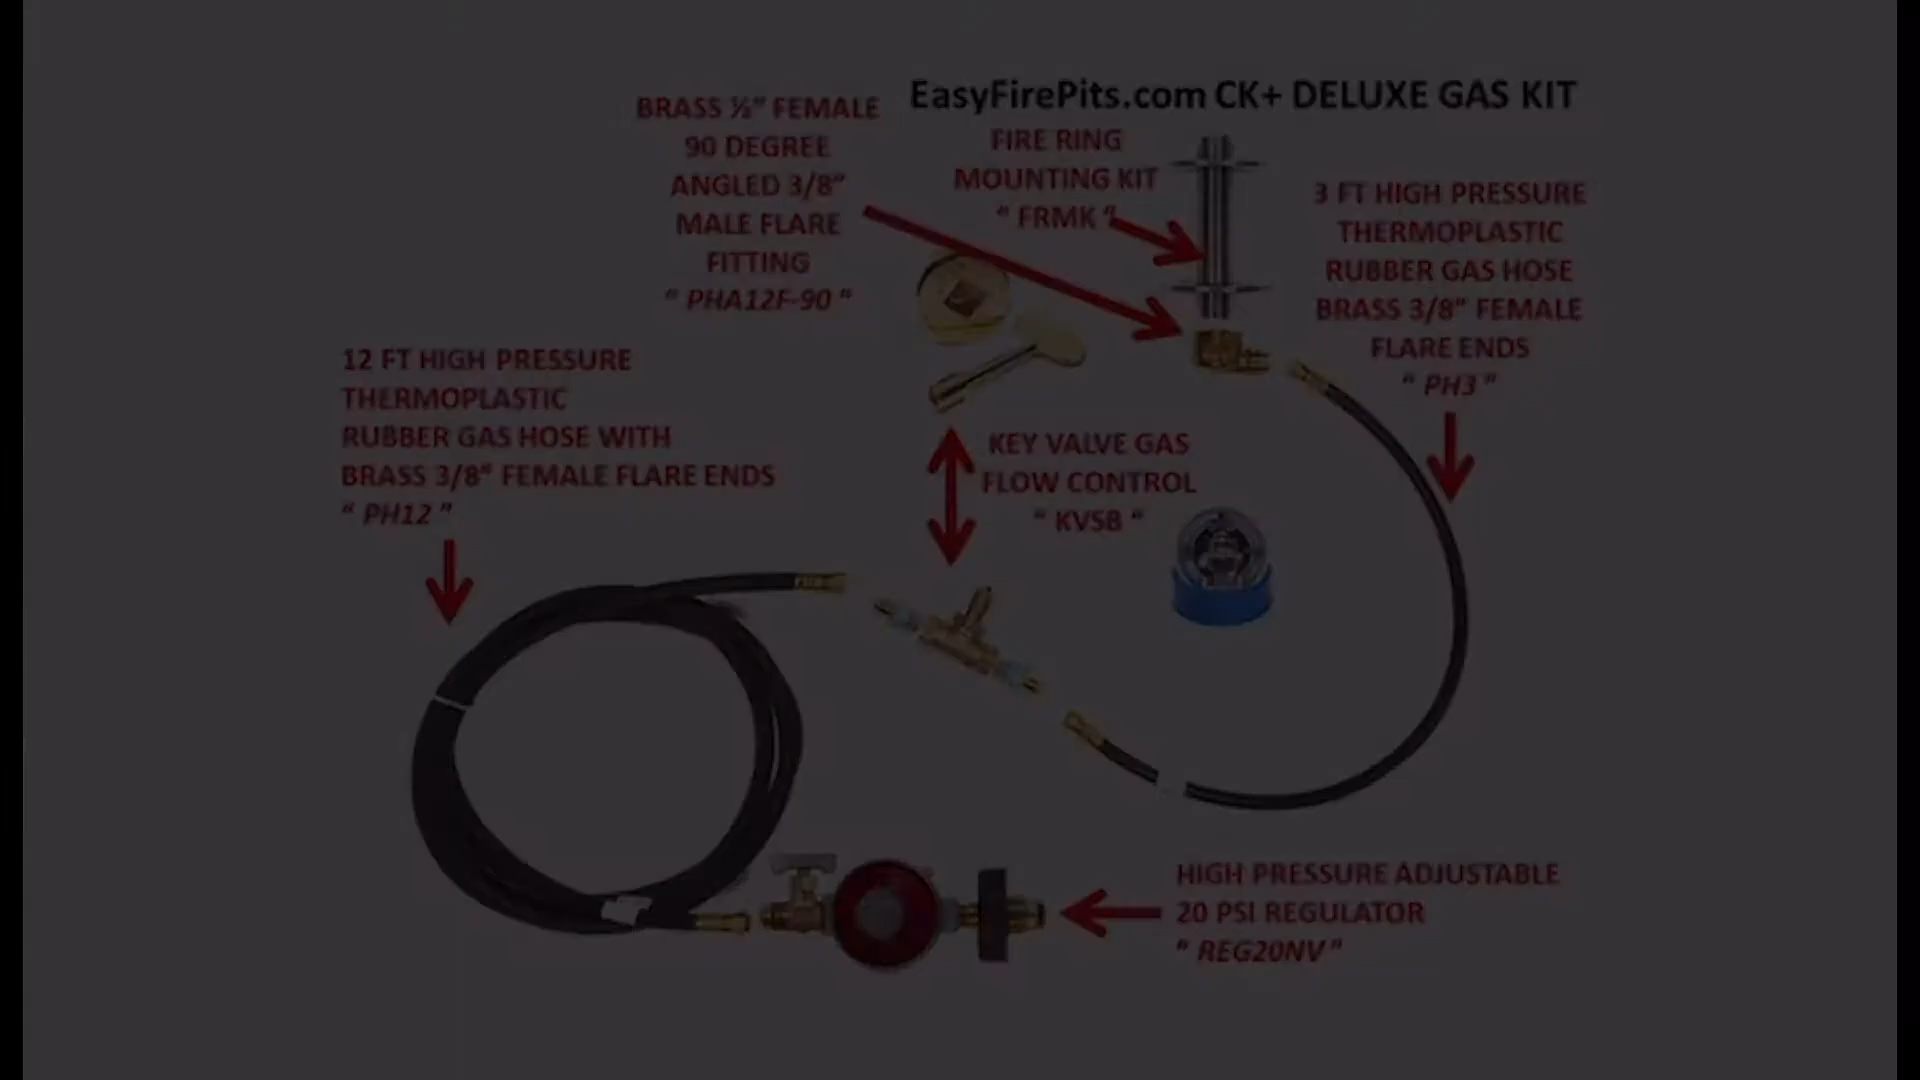 EasyFirePits.com CK+ DELUXE GAS KIT
BRASS ½" FEMALE
90 DEGREE
ANGLED 3/8"
MALE FLARE
FITTING
" PHA12F-90 "
FIRE RING
MOUNTING KIT
" FRMK "
3 FT HIGH PRESSURE
THERMOPLASTIC
RUBBER GAS HOSE
BRASS 3/8" FEMALE
FLARE ENDS
" PH3 "
12 FT HIGH PRESSURE
THERMOPLASTIC
RUBBER GAS HOSE WITH
BRASS 3/8" FEMALE FLARE ENDS
" PH12 "
KEY VALVE GAS
FLOW CONTROL
" KVSB "
HIGH PRESSURE ADJUSTABLE
20 PSI REGULATOR
" REG20NV "